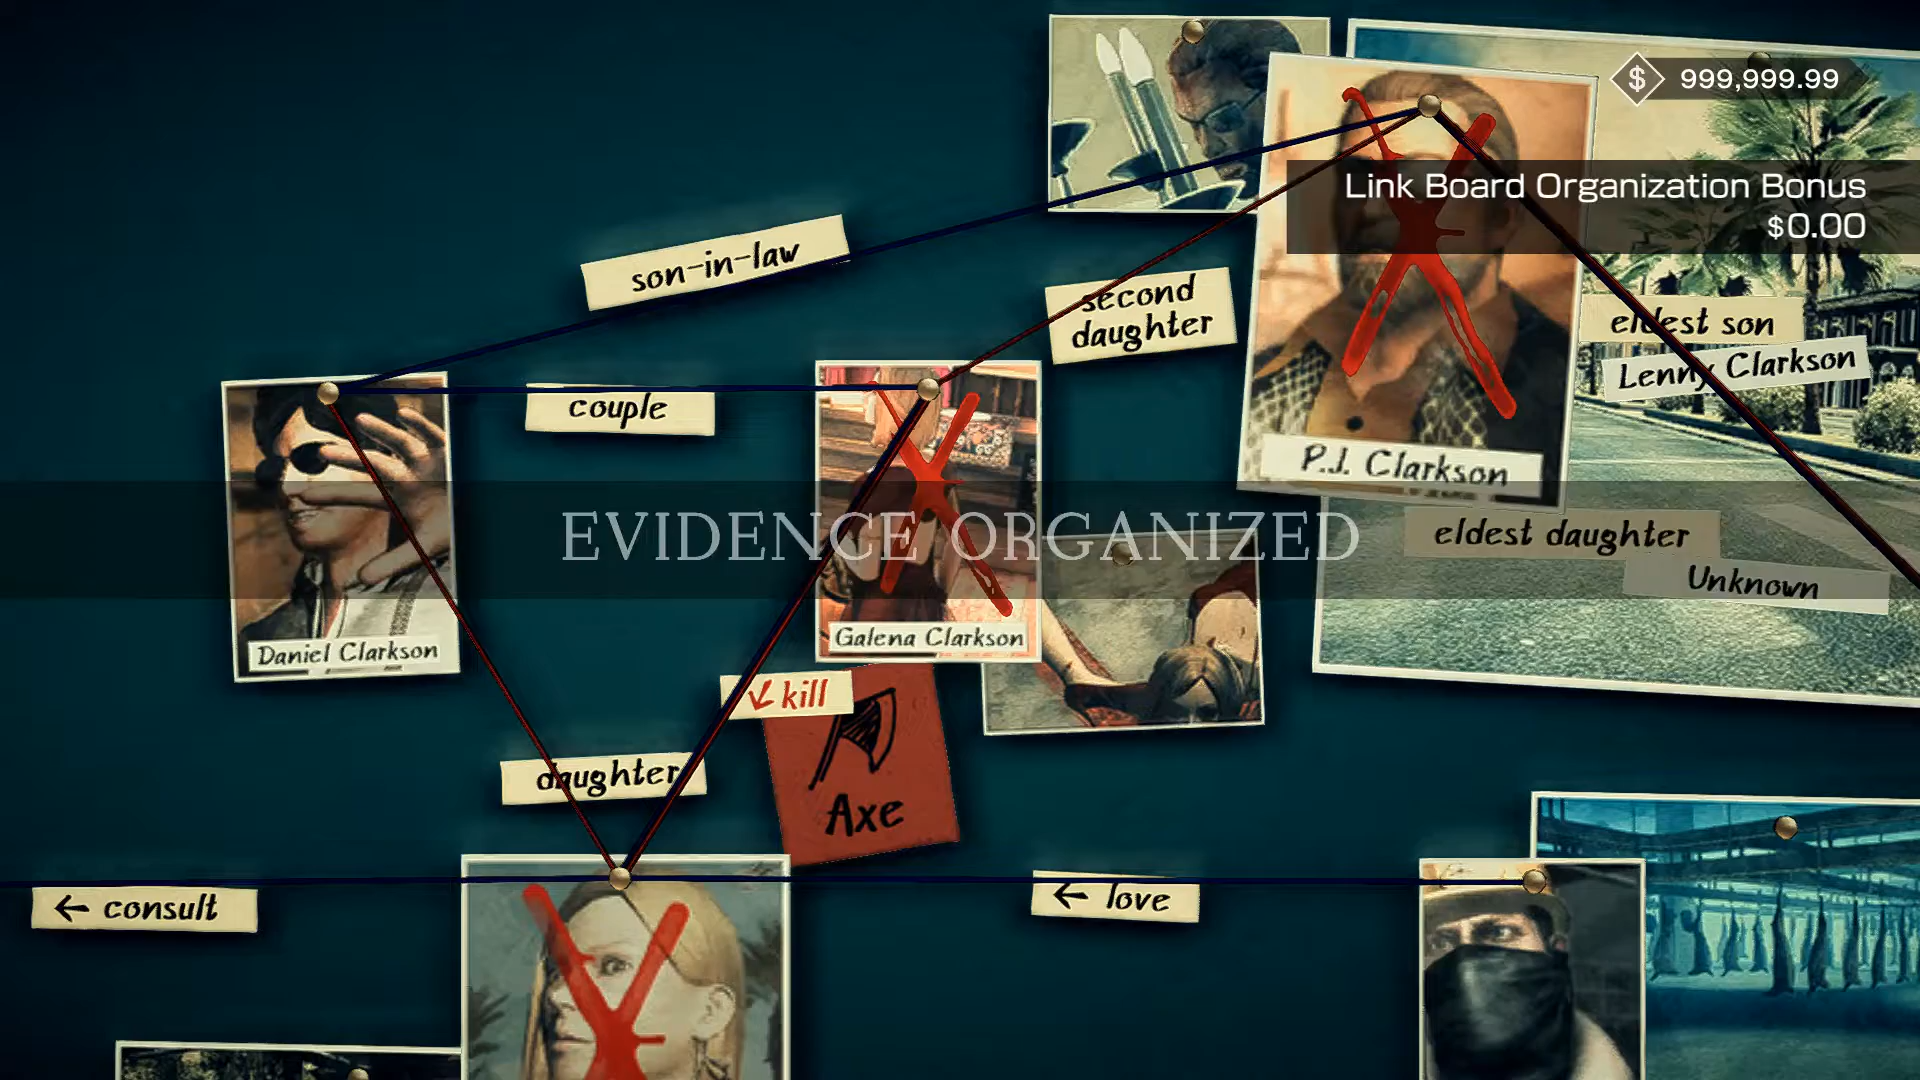 $ 999,999.99
Link Board Organization Bonus
$0.00
son-in-law
second
daughter
eldest son
Lenny Clarkson
couple
P.J. Clarkson
EVIDENCE ORGANIZED
eldest daughter
Unknown
Daniel Clarkson
Galena Clarkson
↙ kill
daughter
Axe
← consult
← love